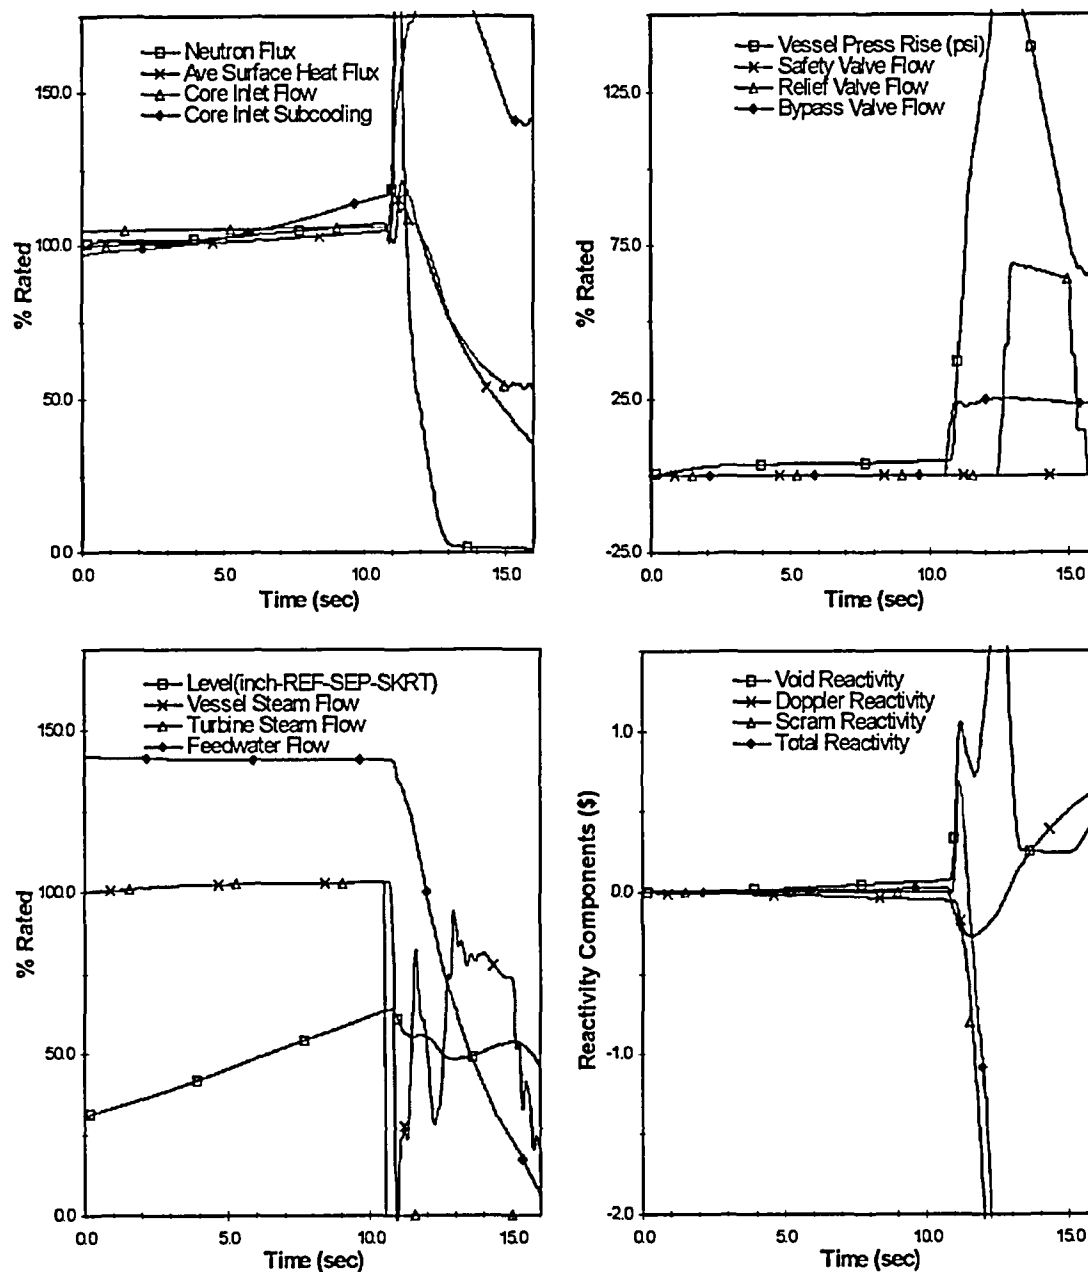 Neutron Flux
Ave Surface Heat Flux
Core Inlet Flow
Core Inlet Subcooling
150.0
100.0
50.0
0.0
% Rated
0.0 5.0 10.0 15.0
Time (sec)
Vessel Press Rise (psi)
Safety Valve Flow
Relief Valve Flow
Bypass Valve Flow
125.0
75.0
25.0
-25.0
% Rated
0.0 5.0 10.0 15.0
Time (sec)
Level(inch-REF-SEP-SKRT)
Vessel Steam Flow
Turbine Steam Flow
Feedwater Flow
150.0
100.0
50.0
0.0
% Rated
0.0 5.0 10.0 15.0
Time (sec)
Void Reactivity
Doppler Reactivity
Scram Reactivity
Total Reactivity
1.0
0.0
-1.0
-2.0
Reactivity Components ($)
0.0 5.0 10.0 15.0
Time (sec)